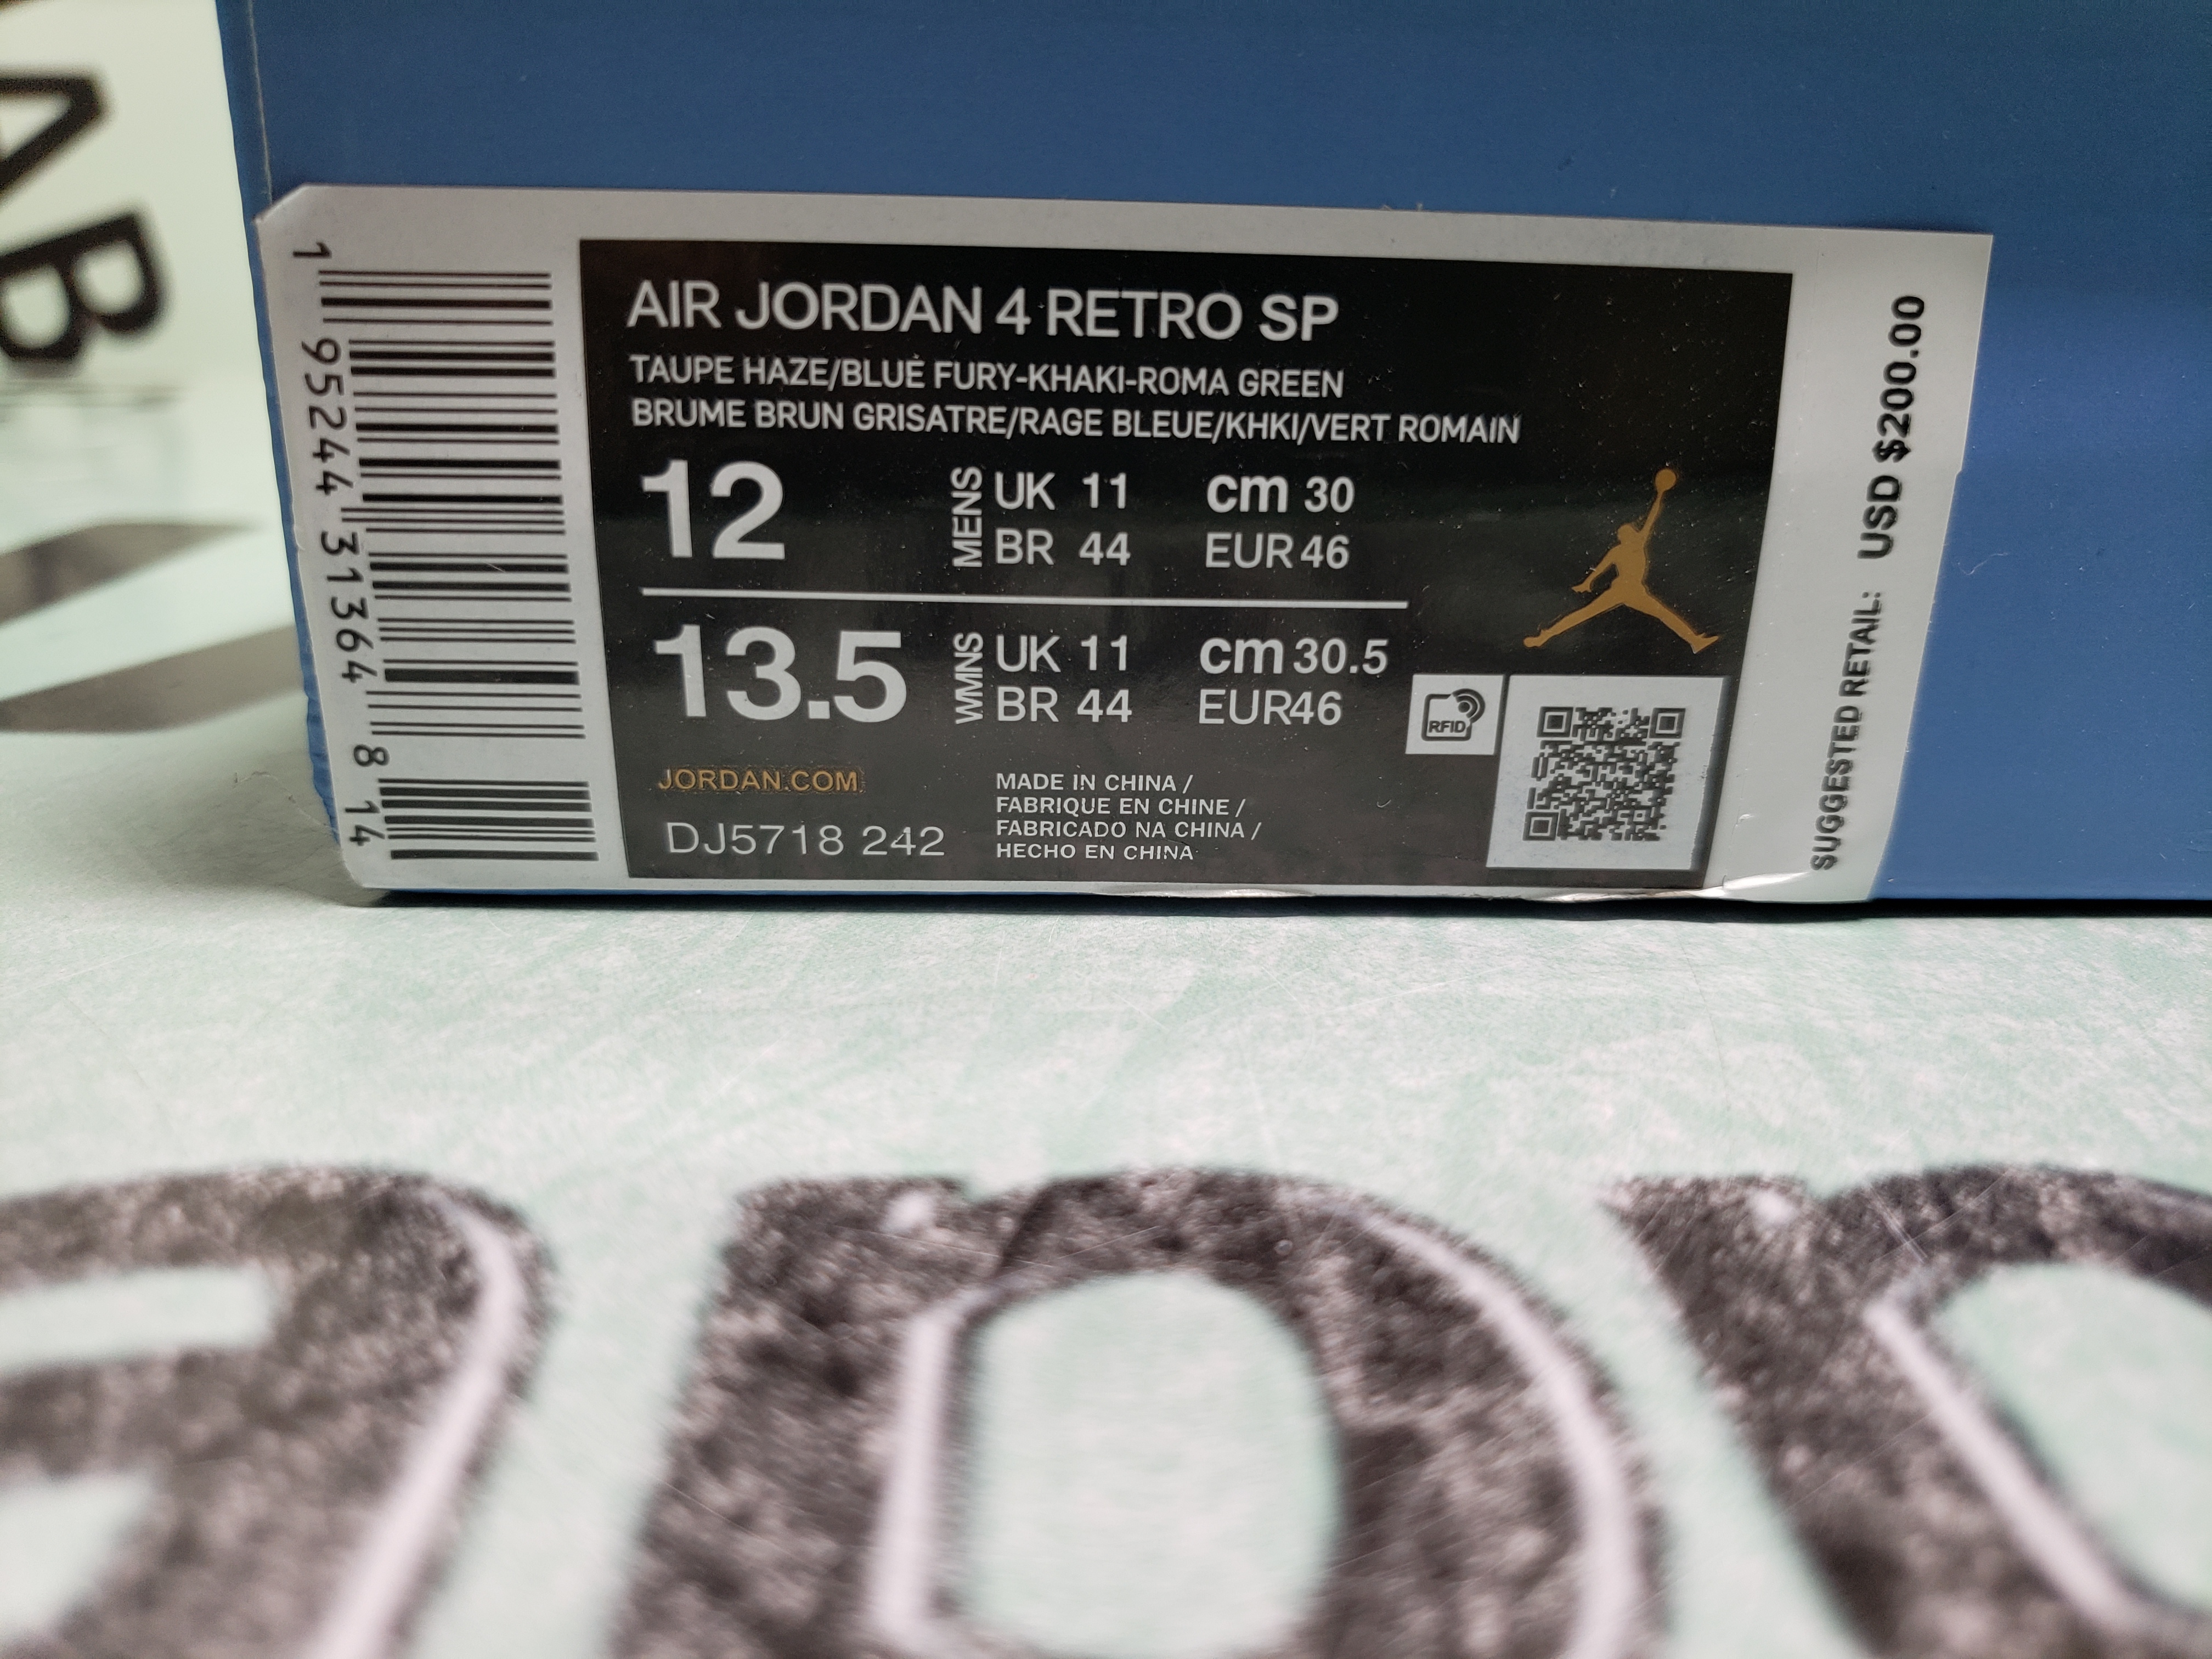 AIR JORDAN 4 RETRO SP
TAUPE HAZE/BLUE FURY-KHAKI-ROMA GREEN
BRUME BRUN GRISATRE/RAGE BLEUE/KHKI/VERT ROMAIN
12 MENS UK 11 cm 30
BR 44 EUR 46
13.5 WMNS UK 11 cm 30.5
BR 44 EUR46
RFID
JORDAN.COM
DJ5718 242
MADE IN CHINA /
FABRIQUE EN CHINE /
FABRICADO NA CHINA /
HECHO EN CHINA
1 95244 31364 8 14
SUGGESTED RETAIL: USD $200.00
AB